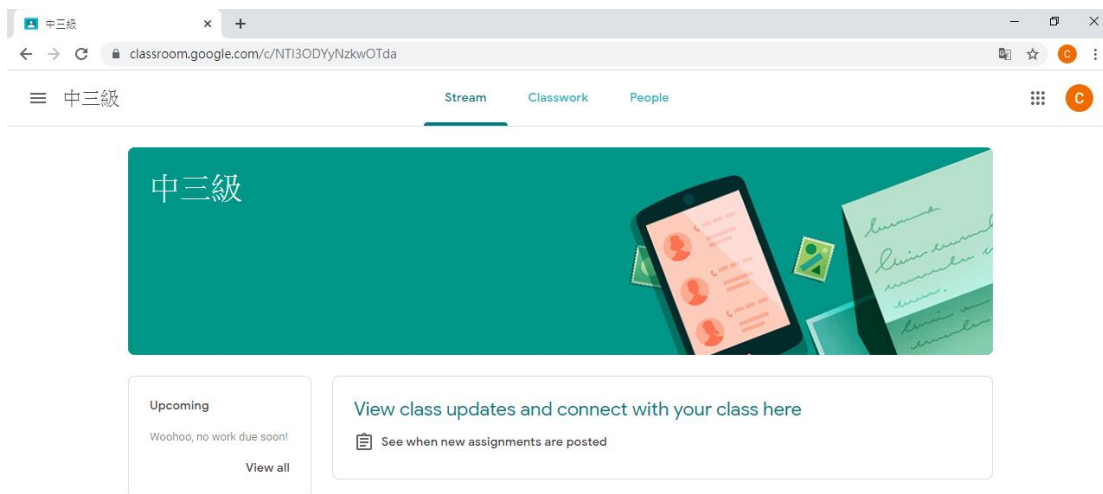 中三級
classroom.google.com/c/NTI3ODYyNzkwOTda
C
中三級
Stream Classwork People
C
中三級
Upcoming
Woohoo, no work due soon!
View all
View class updates and connect with your class here
See when new assignments are posted